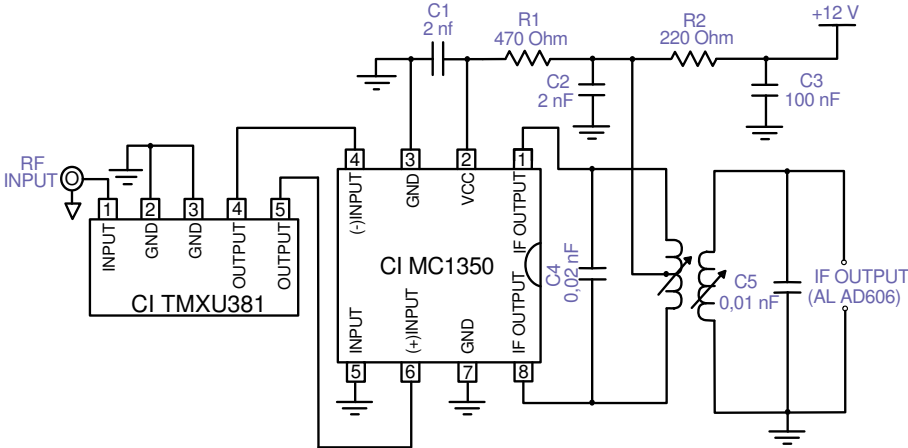 C1
2 nf
R1
470 Ohm
R2
220 Ohm
+12 V
C2
2 nF
C3
100 nF
RF
INPUT
1
2
3
4
5
INPUT
GND
GND
OUTPUT
OUTPUT
CI TMXU381
4
3
2
1
(-)INPUT
GND
VCC
IF OUTPUT
CI MC1350
INPUT
(+)INPUT
GND
IF OUTPUT
5
6
7
8
C4
0,02 nF
C5
0,01 nF
IF OUTPUT
(AL AD606)